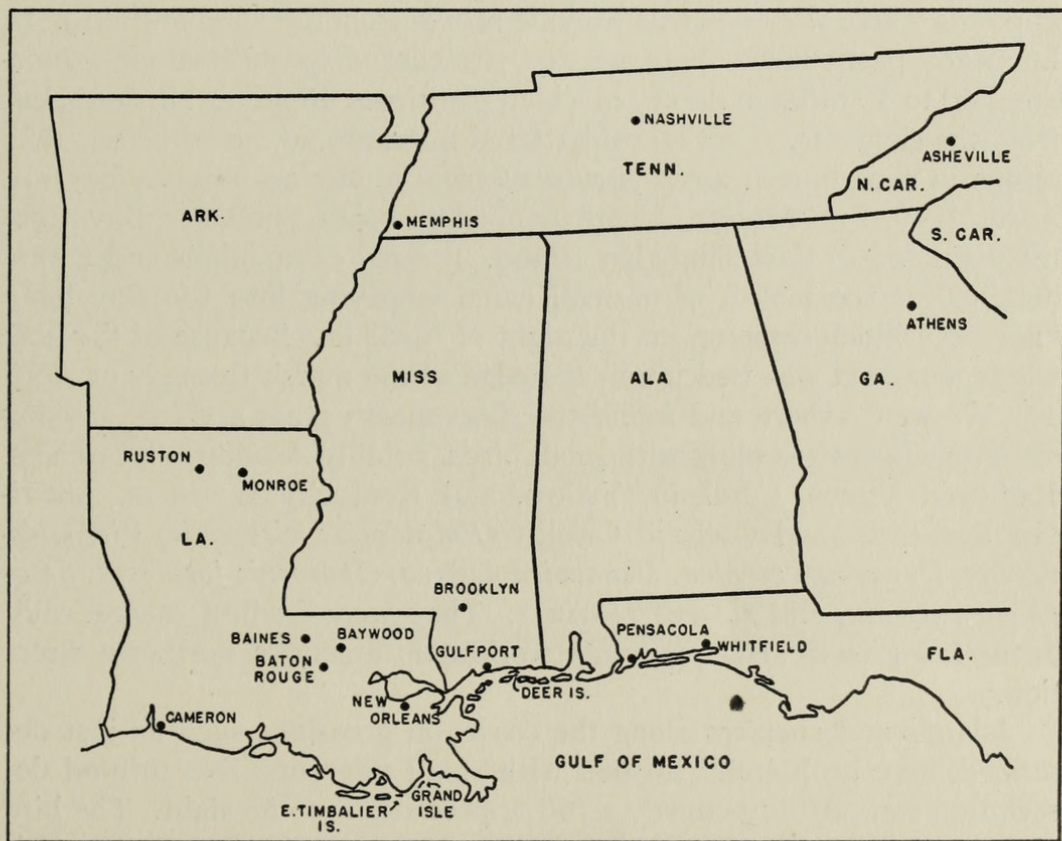 NASHVILLE
TENN.
ASHEVILLE
N. CAR.
S. CAR.
ARK.
MEMPHIS
ATHENS
MISS
ALA
GA.
RUSTON
MONROE
LA.
BROOKLYN
BAINES
BAYWOOD
BATON
ROUGE
GULFPORT
PENSACOLA
WHITFIELD
FLA.
DEER IS.
NEW
ORLEANS
CAMERON
GULF OF MEXICO
GRAND
ISLE
E. TIMBALIER
IS.